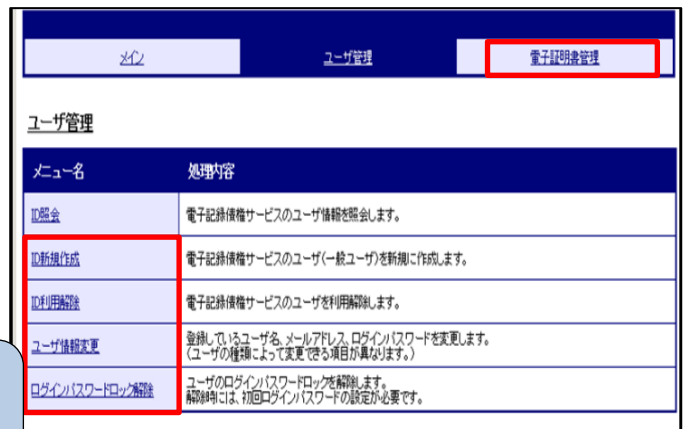 メイン ユーザ管理 電子証明書管理
ユーザ管理
メニュー名 処理内容
ID照会 電子記録債権サービスのユーザ情報を照会します。
ID新規作成 電子記録債権サービスのユーザ(一般ユーザ)を新規に作成します。
ID利用解除 電子記録債権サービスのユーザを利用解除します。
ユーザ情報変更 登録しているユーザ名、メールアドレス、ログインパスワードを変更します。
(ユーザの種類によって変更できる項目が異なります。)
ログインパスワードロック解除 ユーザのログインパスワードロックを解除します。
解除時には、初回ログインパスワードの設定が必要です。